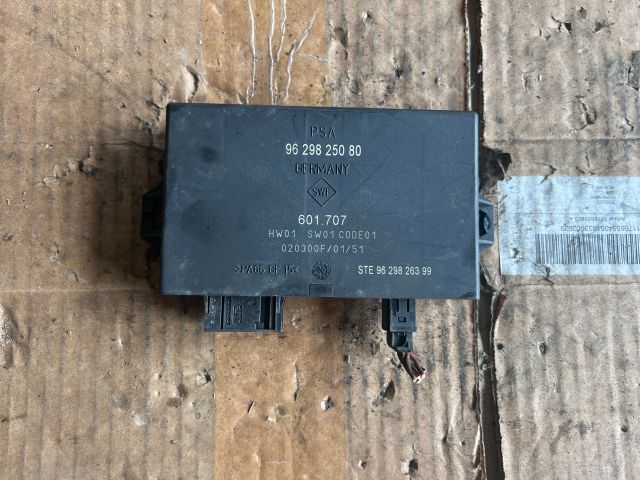 PSA
96 298 250 80
GERMANY
SWF
601.707
HW01 SW01 CODE01
020300F/01/51
>PA66 GF 15<
STE 96 298 263 99